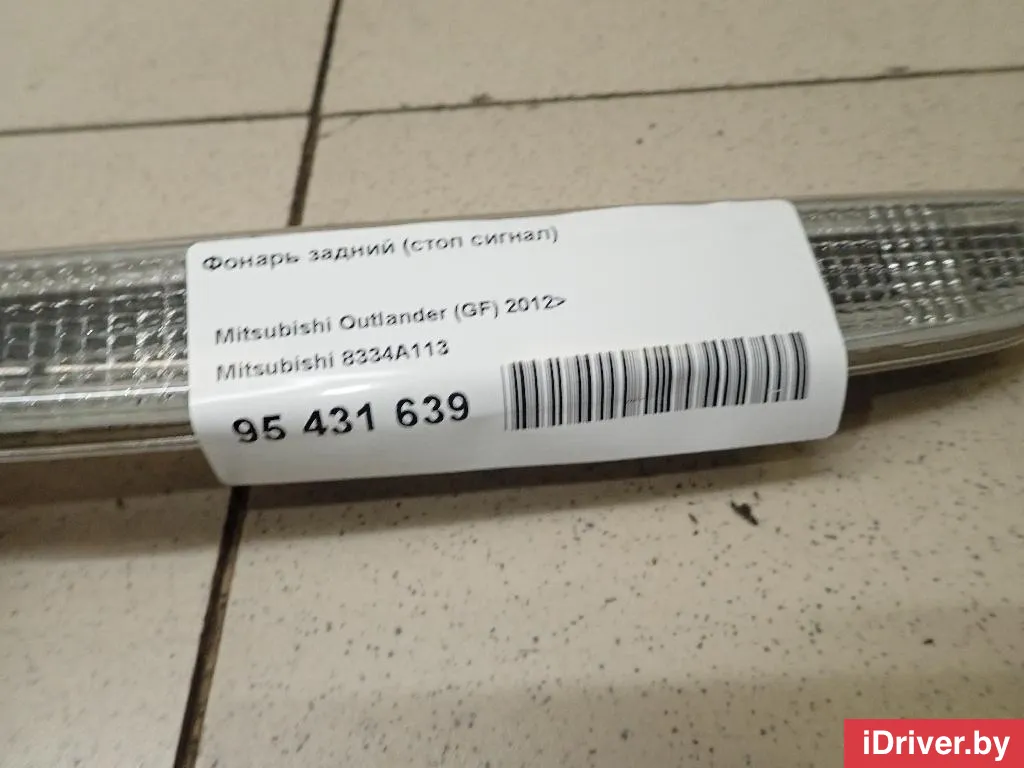 Фонарь задний (стоп сигнал)
Mitsubishi Outlander (GF) 2012>
Mitsubishi 8334A113
95 431 639
iDriver.by